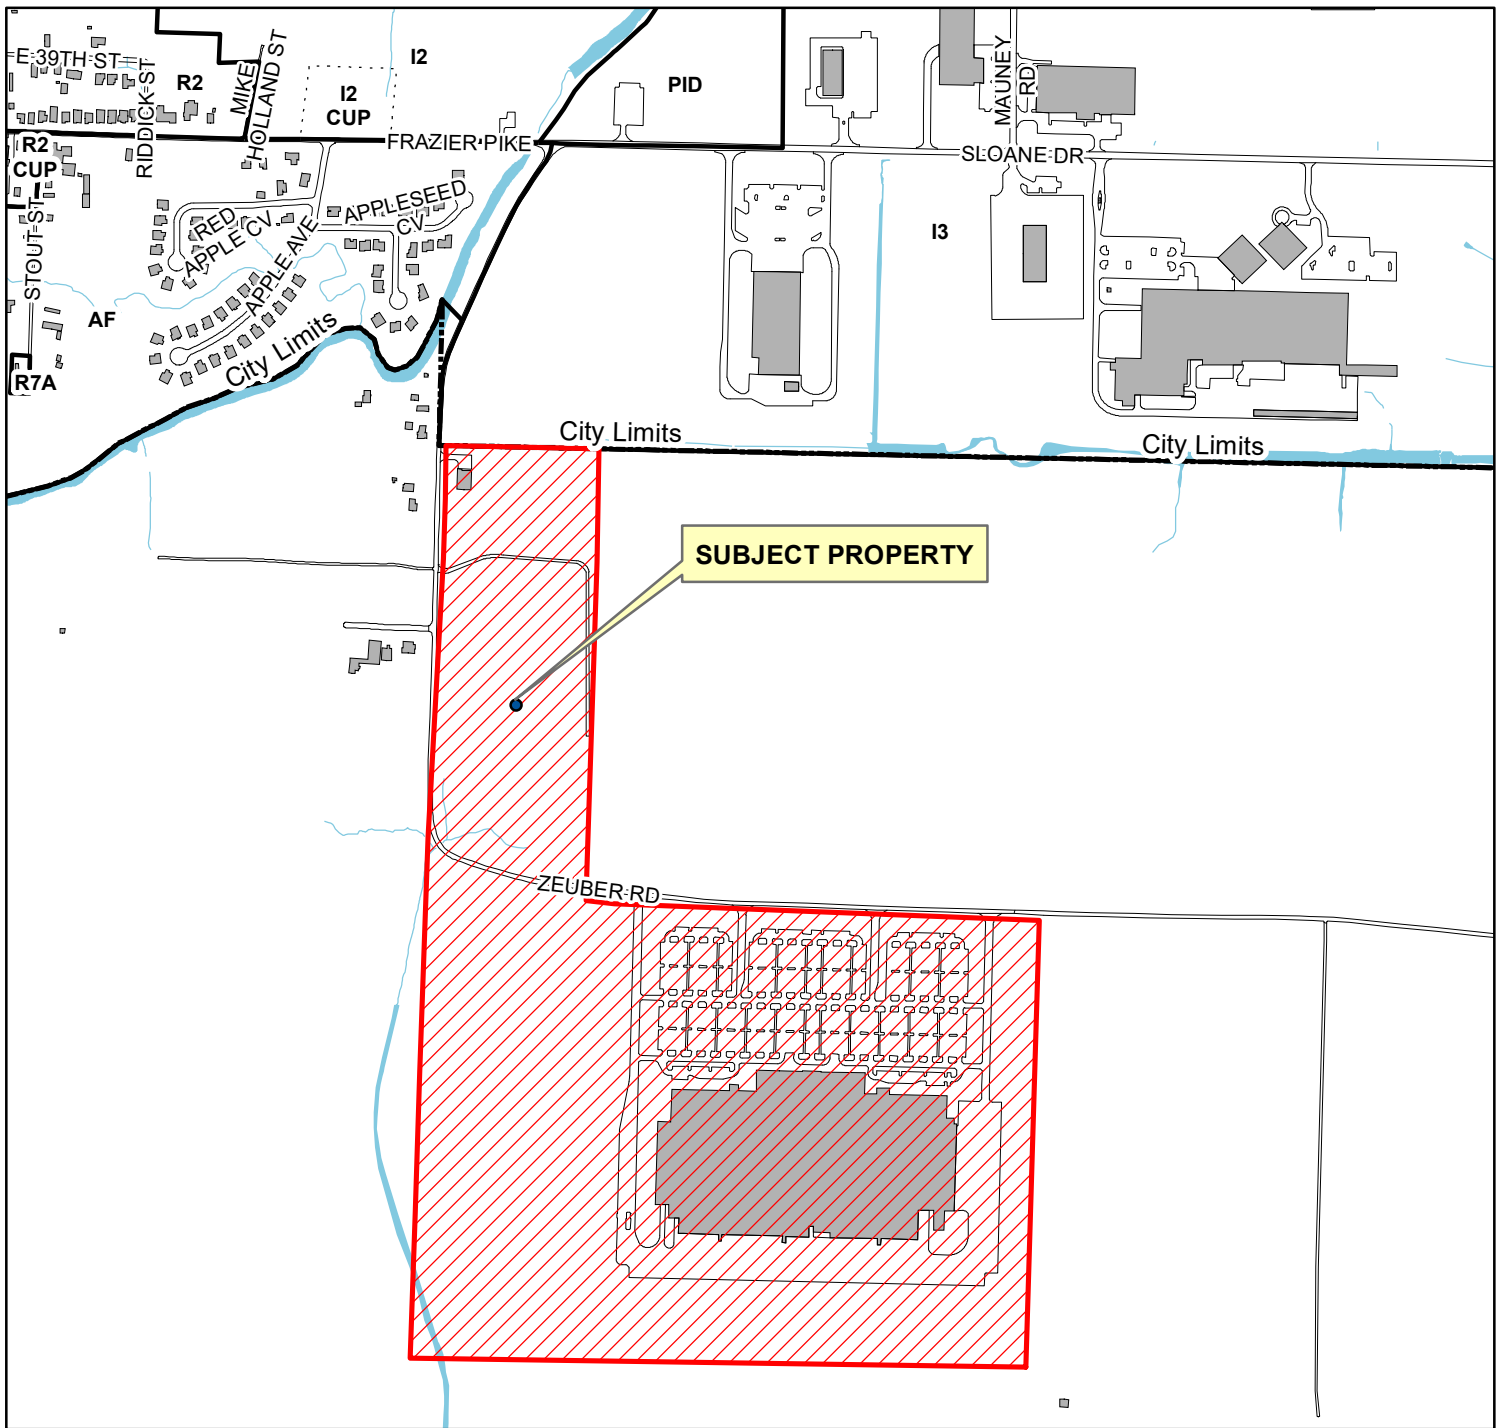 E 39TH ST
RIDDICK ST
R2
MIKE
HOLLAND ST
I2
I2
CUP
PID
MAUNEY
RD
R2
CUP
FRAZIER PIKE
SLOANE DR
STOUT ST
RED
APPLE CV
APPLE AVE
APPLESEED
CV
I3
AF
R7A
City Limits
City Limits
City Limits
SUBJECT PROPERTY
ZEUBER RD